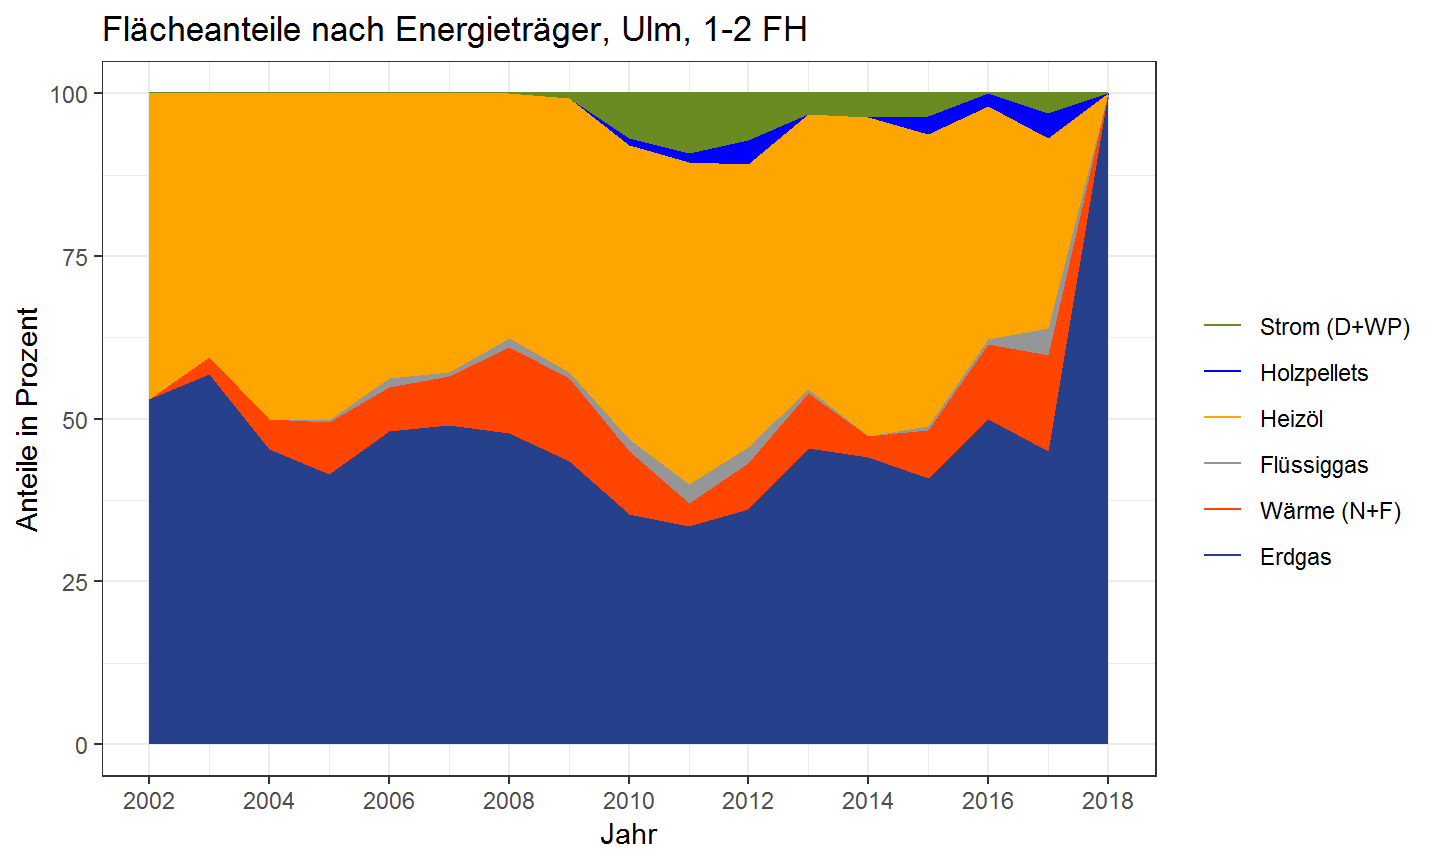 Flächeanteile nach Energieträger, Ulm, 1-2 FH
Anteile in Prozent
100
75
50
25
0
2002 2004 2006 2008 2010 2012 2014 2016 2018
Jahr
Strom (D+WP)
Holzpellets
Heizöl
Flüssiggas
Wärme (N+F)
Erdgas